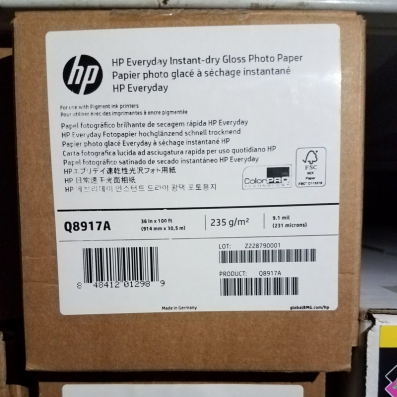 hp
HP Everyday Instant-dry Gloss Photo Paper
Papier photo glacé à séchage instantané
HP Everyday
For use with Pigment ink printers
Pour utiliser avec des imprimantes à encre pigmentée
Papel fotográfico brilhante de secagem rápida HP Everyday
HP Everyday Fotopapier hochglänzend schnell trocknend
Papier photo glacé Everyday à séchage instantané HP
Carta fotografica lucida ad asciugatura rapida per uso quotidiano HP
Papel fotográfico satinado de secado instantáneo HP Everyday
HPエブリデイ速乾性光沢フォト用紙
HP 日常速干光面相纸
HP 에브리데이 인스턴트 드라이 광택 포토용지
ColorPRO
TECHNOLOGY
FSC
MIX
Paper
Q8917A
36 in x 100 ft
(914 mm x 30,5 m)
235 g/m²
9.1 mil
(231 microns)
LOT: Z228790001
8 48412 01298 9
PRODUCT: Q8917A
Made in Germany
globalBMG.com/hp